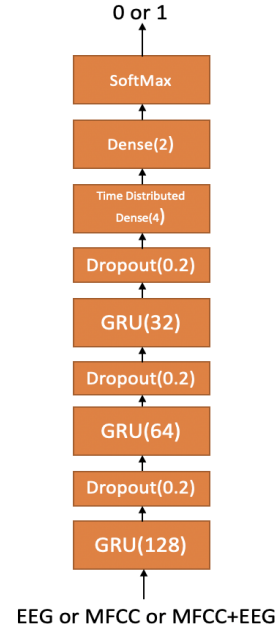 0 or 1
SoftMax
Dense(2)
Time Distributed
Dense(4)
Dropout(0.2)
GRU(32)
Dropout(0.2)
GRU(64)
Dropout(0.2)
GRU(128)
EEG or MFCC or MFCC+EEG